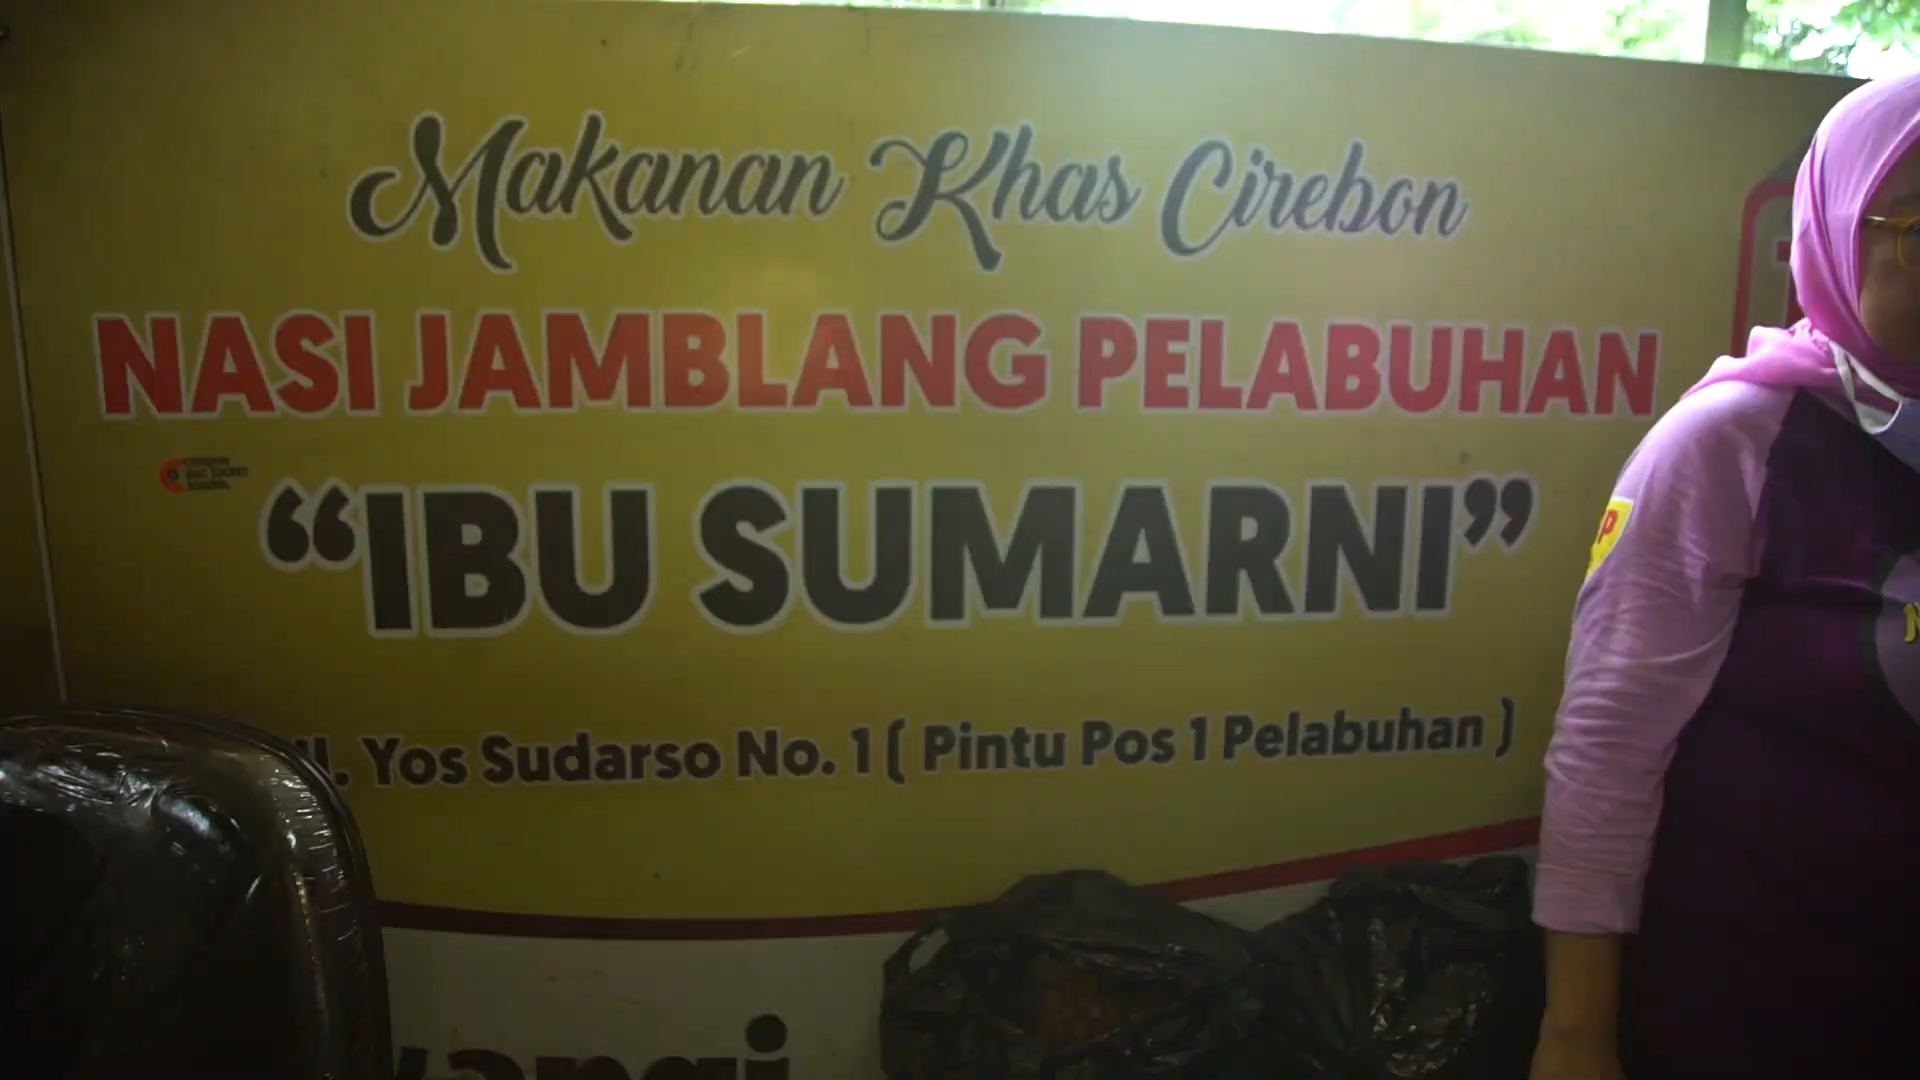 Makanan Khas Cirebon
NASI JAMBLANG PELABUHAN
“IBU SUMARNI”
Yos Sudarso No. 1 ( Pintu Pos 1 Pelabuhan )